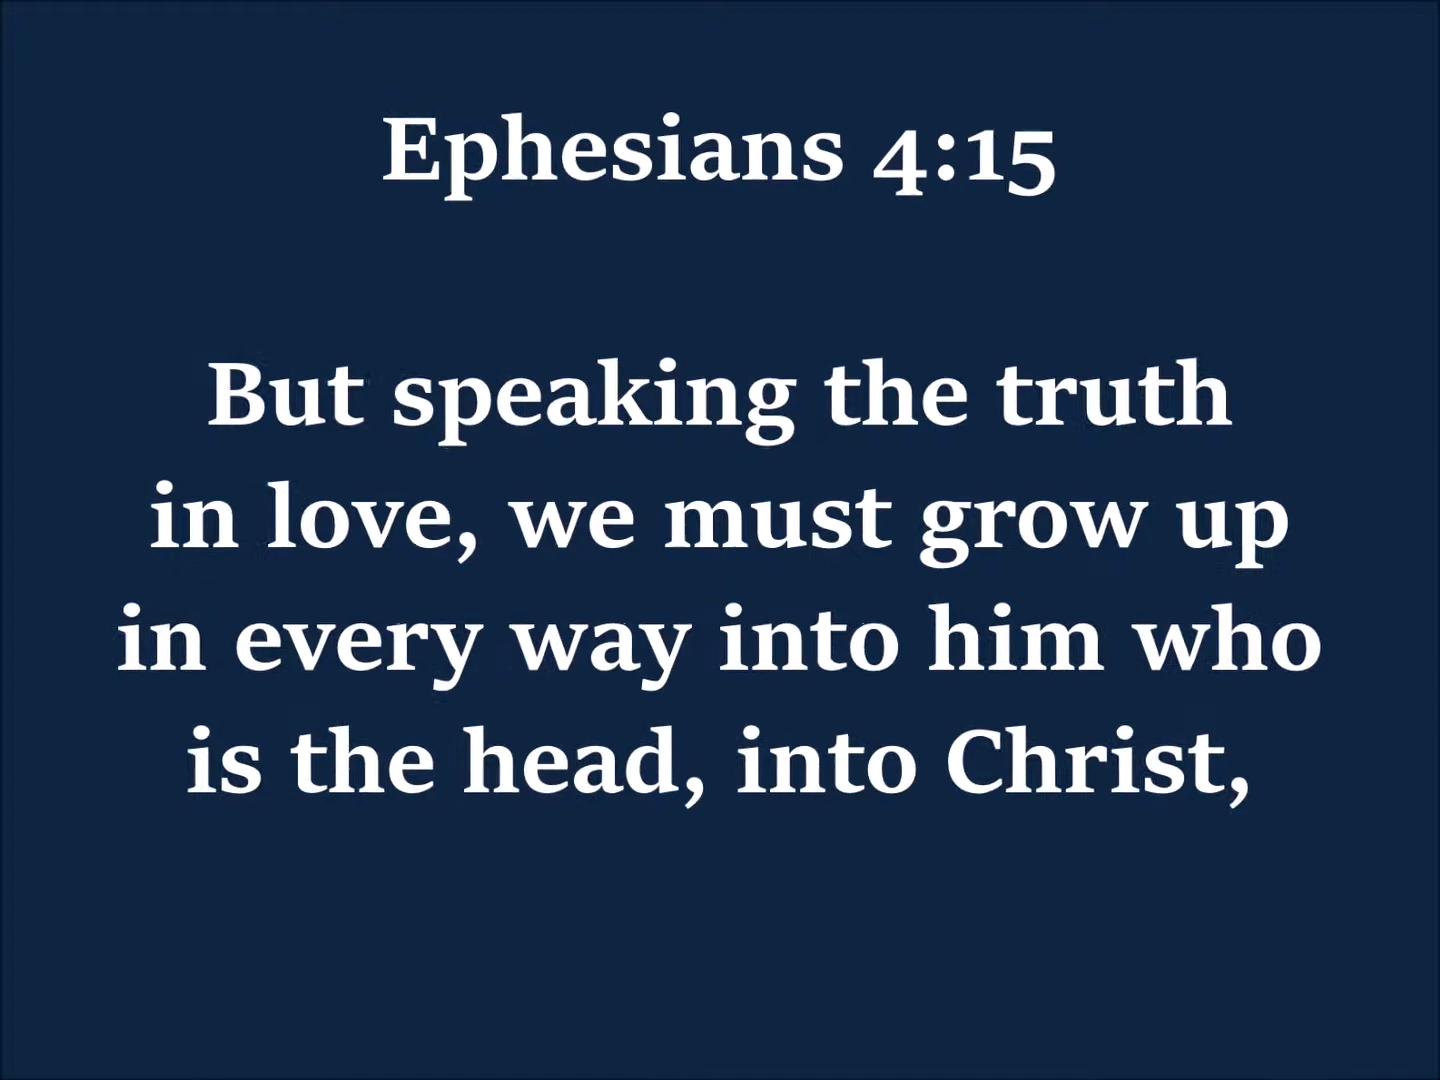 Ephesians 4:15
But speaking the truth
in love, we must grow up
in every way into him who
is the head, into Christ,